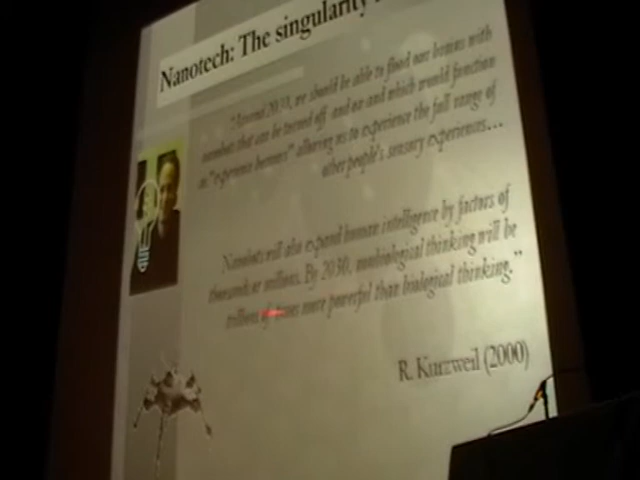 Nanotech: The singularity
"Around 2030, we should be able to flood our brains with
nanobots that can be turned off and on and which would function
as "experience beamers" allowing us to experience the full range of
other people's sensory experiences...
Nanobots will also expand human intelligence by factors of
thousands or millions. By 2030, nonbiological thinking will be
trillions of times more powerful than biological thinking."
R. Kurzweil (2000)